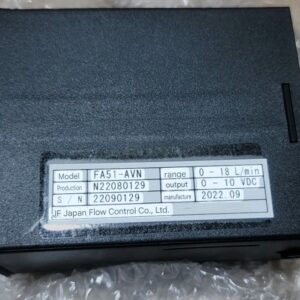 Model FA51-AVN range 0 - 18 L/min
Production N22080129 output 0 - 10 VDC
S / N 22090129 manufacture 2022.09
JF Japan Flow Control Co., Ltd.